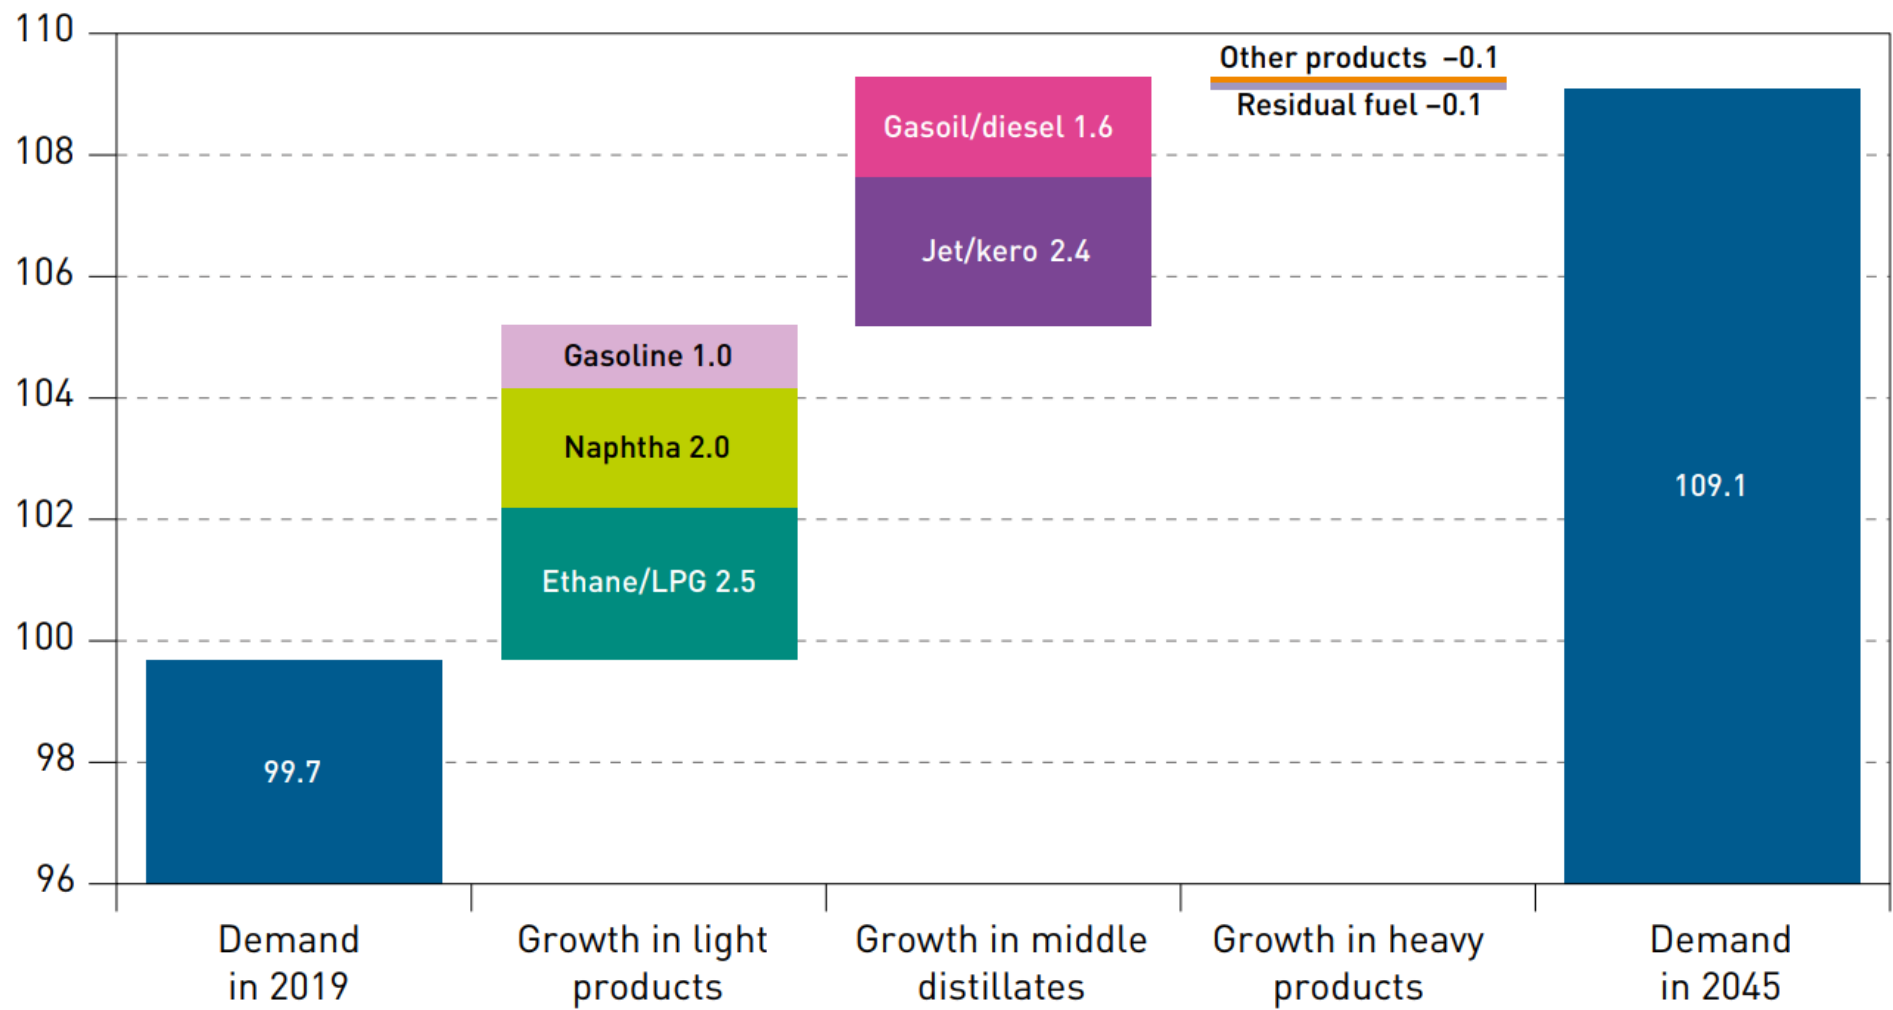 110
108
106
104
102
100
98
96
99.7
Gasoline 1.0
Naphtha 2.0
Ethane/LPG 2.5
Gasoil/diesel 1.6
Jet/kero 2.4
Other products –0.1
Residual fuel –0.1
109.1
Demand
in 2019
Growth in light
products
Growth in middle
distillates
Growth in heavy
products
Demand
in 2045